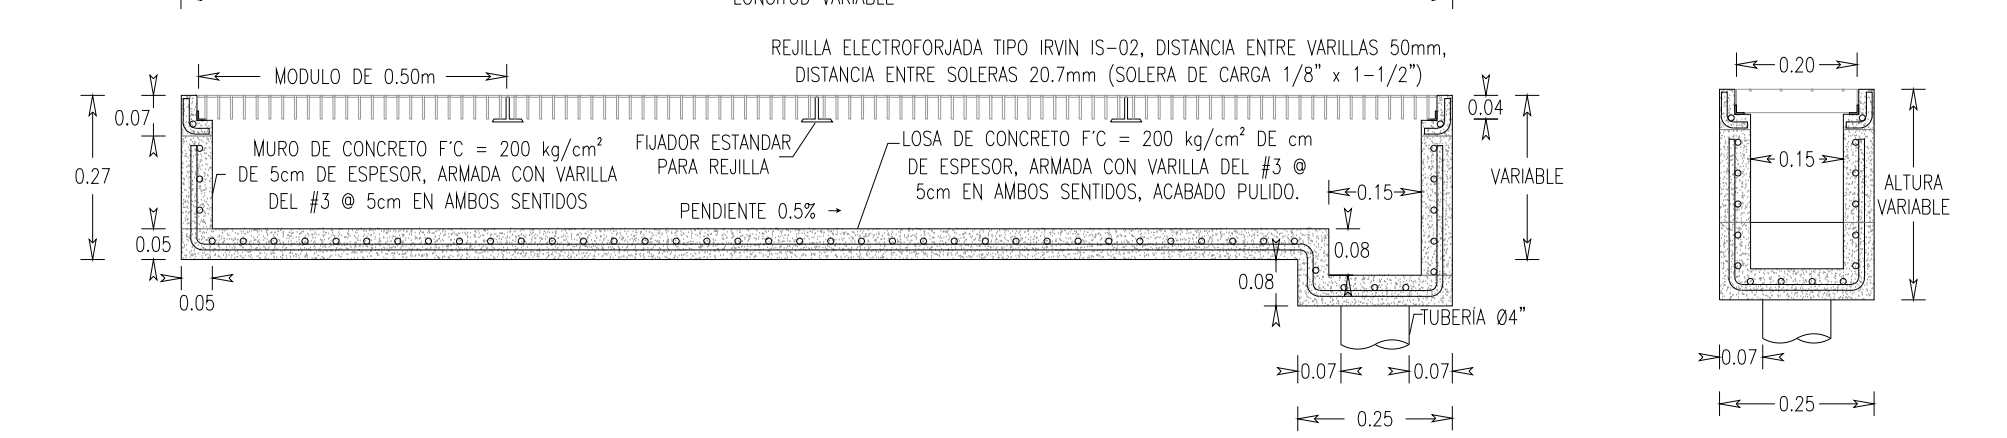 LONGITUD VARIABLE
REJILLA ELECTROFORJADA TIPO IRVIN IS-02, DISTANCIA ENTRE VARILLAS 50mm,
DISTANCIA ENTRE SOLERAS 20.7mm (SOLERA DE CARGA 1/8" x 1-1/2")
MODULO DE 0.50m
0.07
0.27
0.05
0.05
MURO DE CONCRETO F'C = 200 kg/cm²
DE 5cm DE ESPESOR, ARMADA CON VARILLA
DEL #3 @ 5cm EN AMBOS SENTIDOS
FIJADOR ESTANDAR
PARA REJILLA
LOSA DE CONCRETO F'C = 200 kg/cm² DE cm
DE ESPESOR, ARMADA CON VARILLA DEL #3 @
5cm EN AMBOS SENTIDOS, ACABADO PULIDO.
PENDIENTE 0.5% →
0.04
0.15
VARIABLE
0.08
0.08
TUBERÍA Ø4"
0.07
0.07
0.25
0.20
0.15
ALTURA
VARIABLE
0.07
0.25